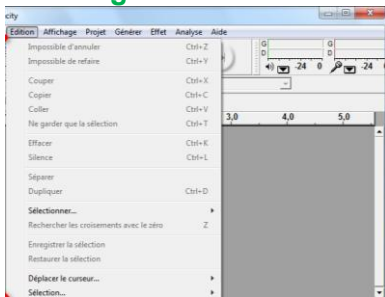 city
Edition Affichage Projet Générer Effet Analyse Aide
Impossible d'annuler Ctrl+Z
Impossible de refaire Ctrl+Y
Couper Ctrl+X
Copier Ctrl+C
Coller Ctrl+V
Ne garder que la sélection Ctrl+T
Effacer Ctrl+K
Silence Ctrl+L
Séparer
Dupliquer Ctrl+D
Sélectionner...
Rechercher les croisements avec le zéro Z
Enregistrer la sélection
Restaurer la sélection
Déplacer le curseur...
Sélection...
G G
D D
-24 0 -24
3,0 4,0 5,0